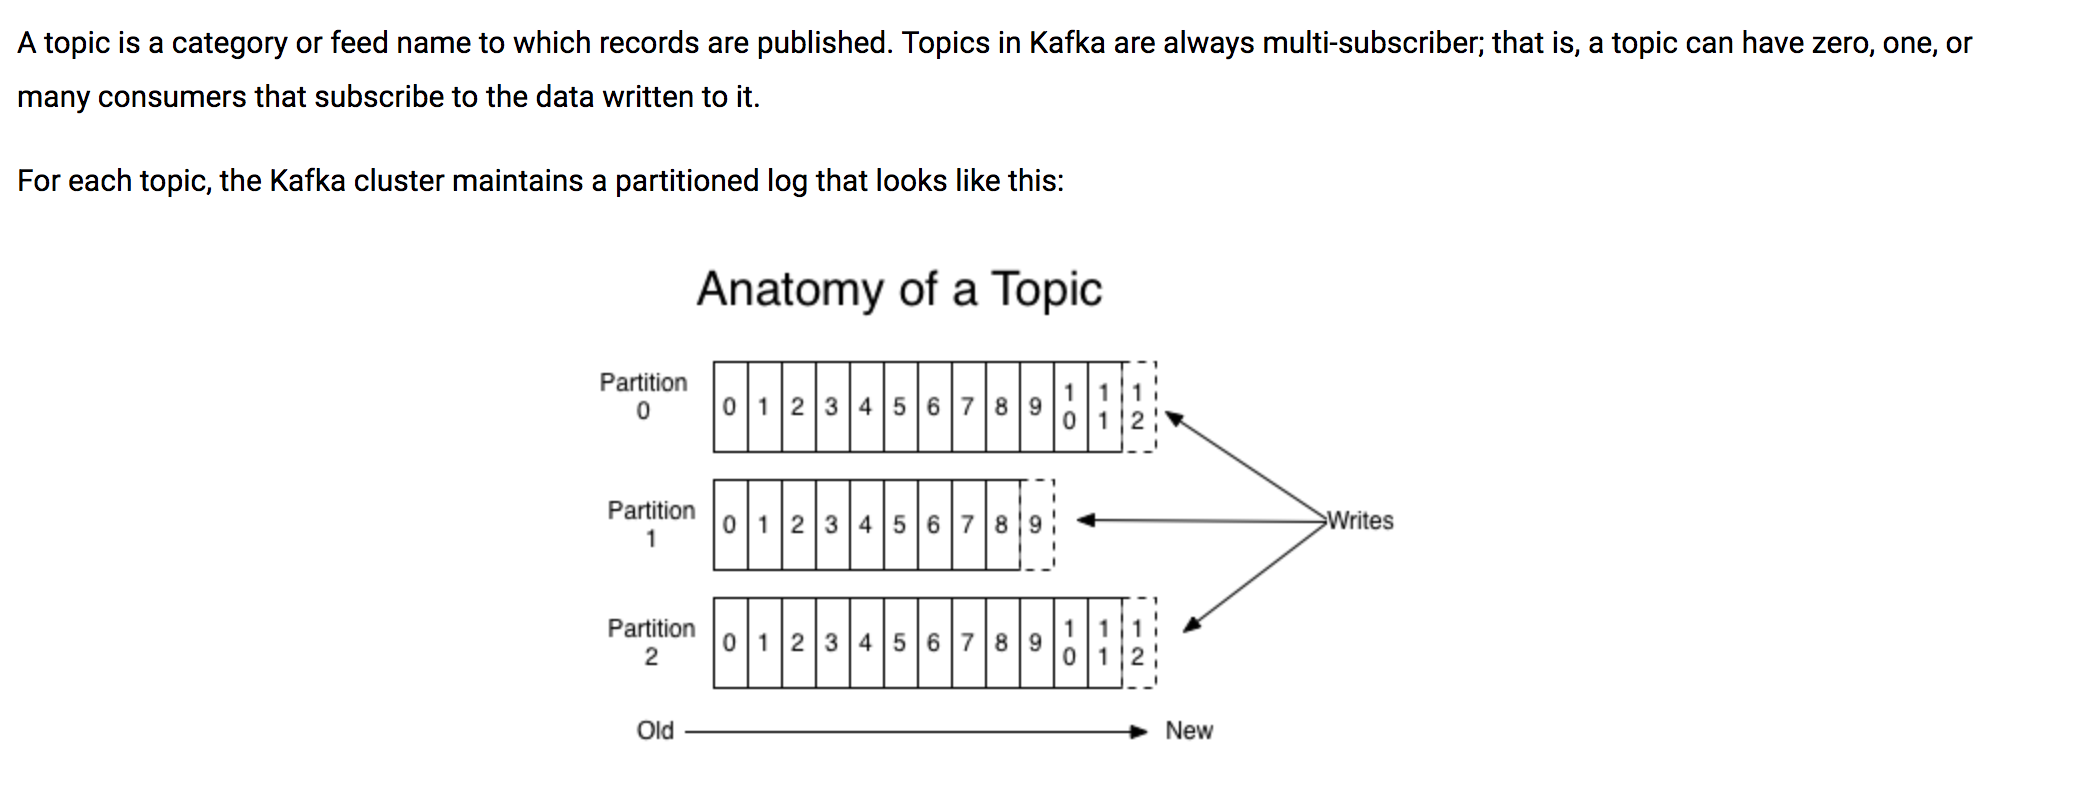 A topic is a category or feed name to which records are published. Topics in Kafka are always multi-subscriber; that is, a topic can have zero, one, or
many consumers that subscribe to the data written to it.
For each topic, the Kafka cluster maintains a partitioned log that looks like this:
Anatomy of a Topic
Partition
0
0 1 2 3 4 5 6 7 8 9 10 11 12
Partition
1
0 1 2 3 4 5 6 7 8 9
Writes
Partition
2
0 1 2 3 4 5 6 7 8 9 10 11 12
Old
New